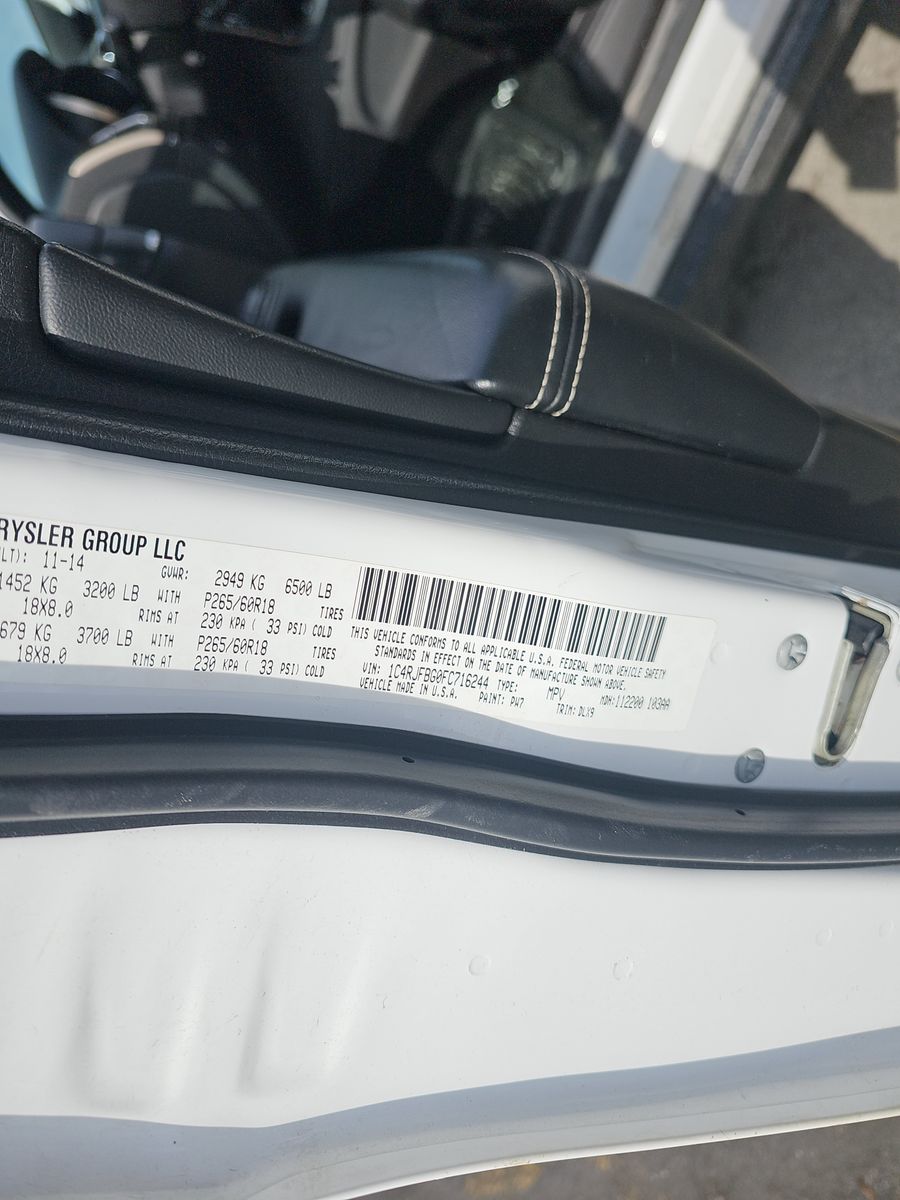 RYSLER GROUP LLC
LT): 11-14 GVWR: 2949 KG 6500 LB
1452 KG 3200 LB WITH P265/60R18 TIRES
18X8.0 RIMS AT 230 KPA ( 33 PSI) COLD
679 KG 3700 LB WITH P265/60R18 TIRES
18X8.0 RIMS AT 230 KPA ( 33 PSI) COLD
THIS VEHICLE CONFORMS TO ALL APPLICABLE U.S.A. FEDERAL MOTOR VEHICLE SAFETY
STANDARDS IN EFFECT ON THE DATE OF MANUFACTURE SHOWN ABOVE.
VIN: 1C4RJFBG0FC716244 TYPE: MPV MDH: 112200 103AA
VEHICLE MADE IN U.S.A. PAINT: PW7 TRIM: DLX9